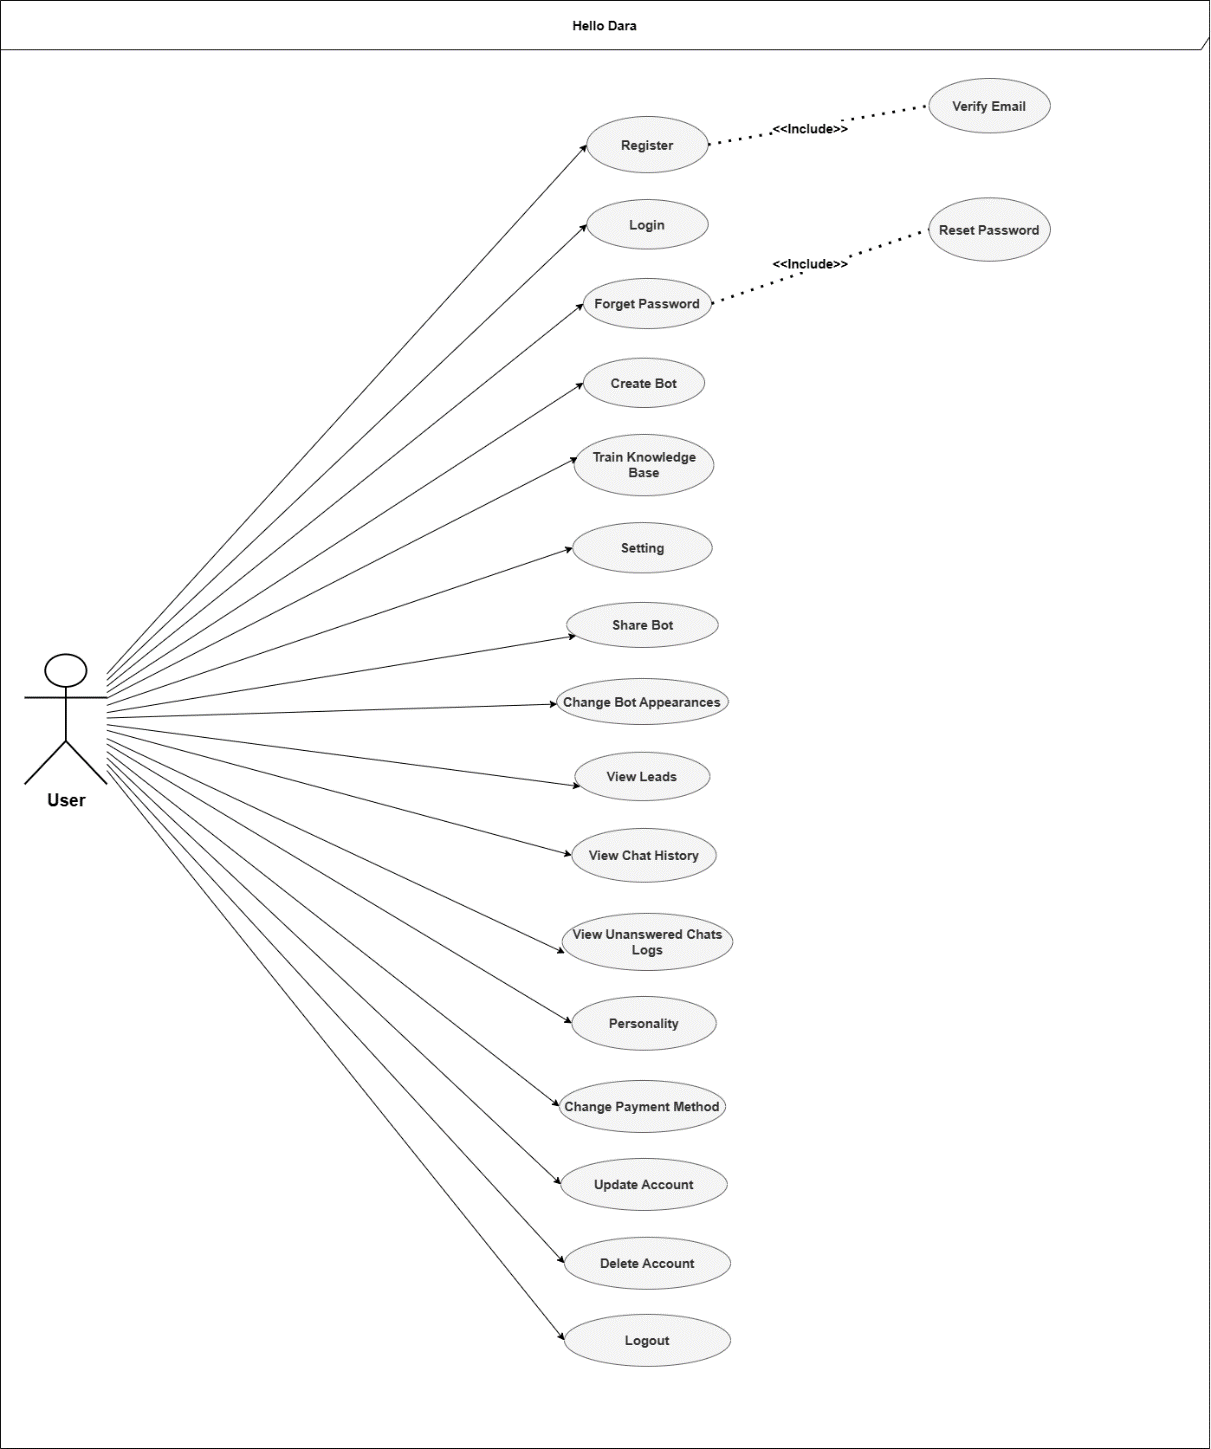 Hello Dara
Verify Email
<<Include>>
Register
Login
Reset Password
<<Include>>
Forget Password
Create Bot
Train Knowledge
Base
Setting
Share Bot
Change Bot Appearances
View Leads
User
View Chat History
View Unanswered Chats
Logs
Personality
Change Payment Method
Update Account
Delete Account
Logout